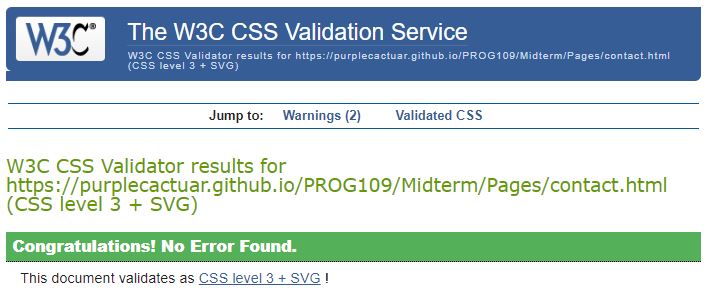 W3C® The W3C CSS Validation Service
W3C CSS Validator results for https://purplecactuar.github.io/PROG109/Midterm/Pages/contact.html
(CSS level 3 + SVG)
Jump to: Warnings (2) Validated CSS
W3C CSS Validator results for
https://purplecactuar.github.io/PROG109/Midterm/Pages/contact.html
(CSS level 3 + SVG)
Congratulations! No Error Found.
This document validates as CSS level 3 + SVG !